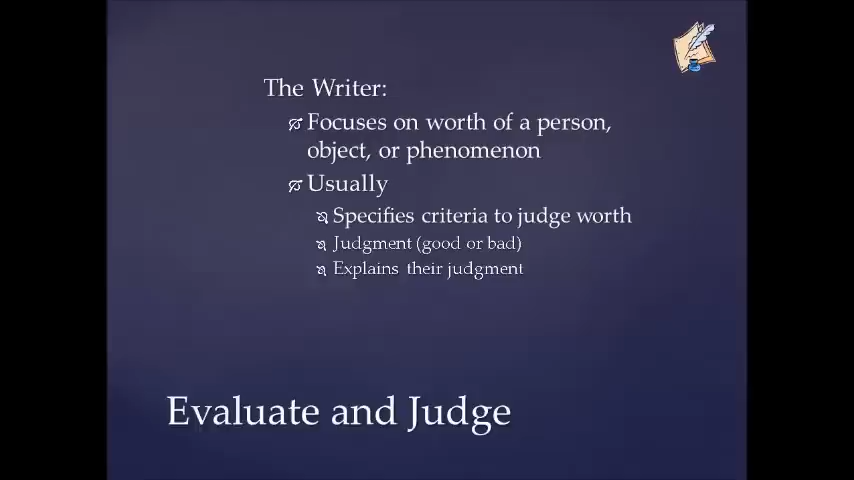 The Writer:
Focuses on worth of a person,
object, or phenomenon
Usually
Specifies criteria to judge worth
Judgment (good or bad)
Explains their judgment
Evaluate and Judge